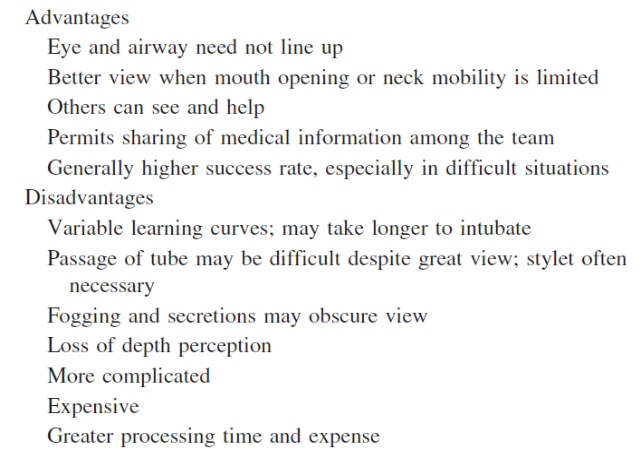 Advantages
Eye and airway need not line up
Better view when mouth opening or neck mobility is limited
Others can see and help
Permits sharing of medical information among the team
Generally higher success rate, especially in difficult situations
Disadvantages
Variable learning curves; may take longer to intubate
Passage of tube may be difficult despite great view; stylet often
necessary
Fogging and secretions may obscure view
Loss of depth perception
More complicated
Expensive
Greater processing time and expense